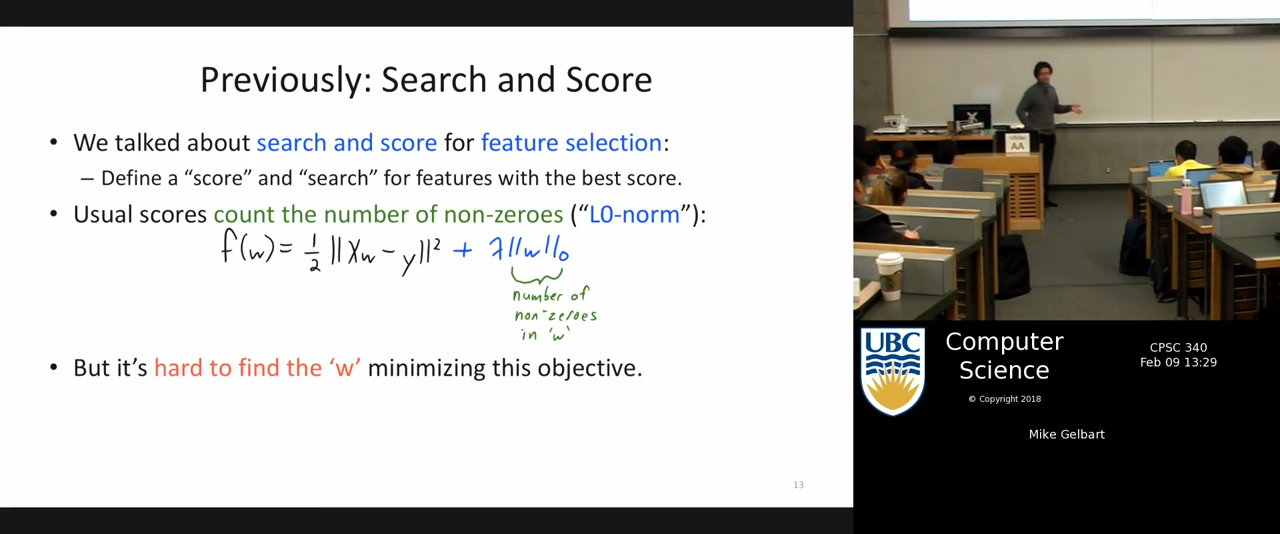 Previously: Search and Score
• We talked about search and score for feature selection:
– Define a “score” and “search” for features with the best score.
• Usual scores count the number of non-zeroes (“L0-norm”):
f(w) = 1/2 ||Xw - y||² + λ||w||₀
number of
non-zeroes
in 'w'
• But it’s hard to find the ‘w’ minimizing this objective.
13
AA
UBC
Computer
Science
© Copyright 2018
CPSC 340
Feb 09 13:29
Mike Gelbart